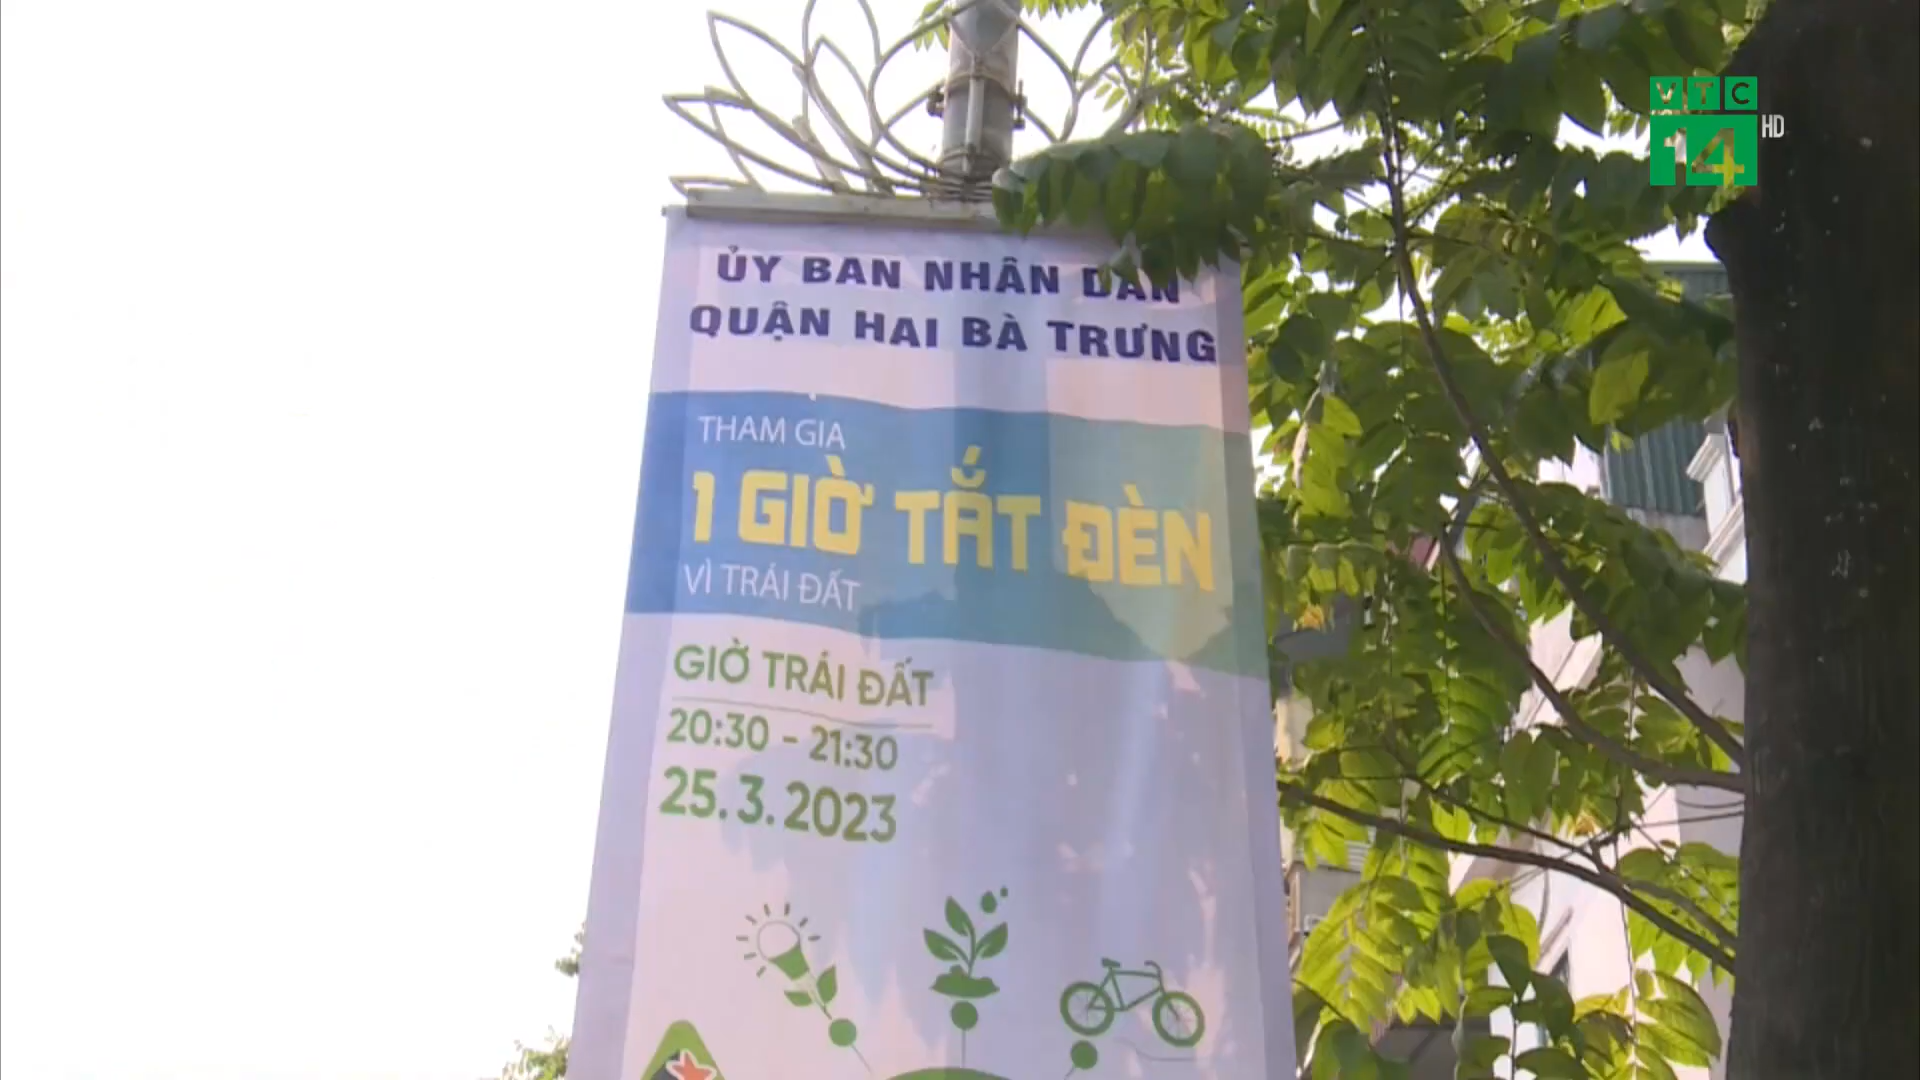 VTC
14 HD
ỦY BAN NHÂN DÂN
QUẬN HAI BÀ TRƯNG
THAM GIA
1 GIỜ TẮT ĐÈN
VÌ TRÁI ĐẤT
GIỜ TRÁI ĐẤT
20:30 - 21:30
25.3.2023